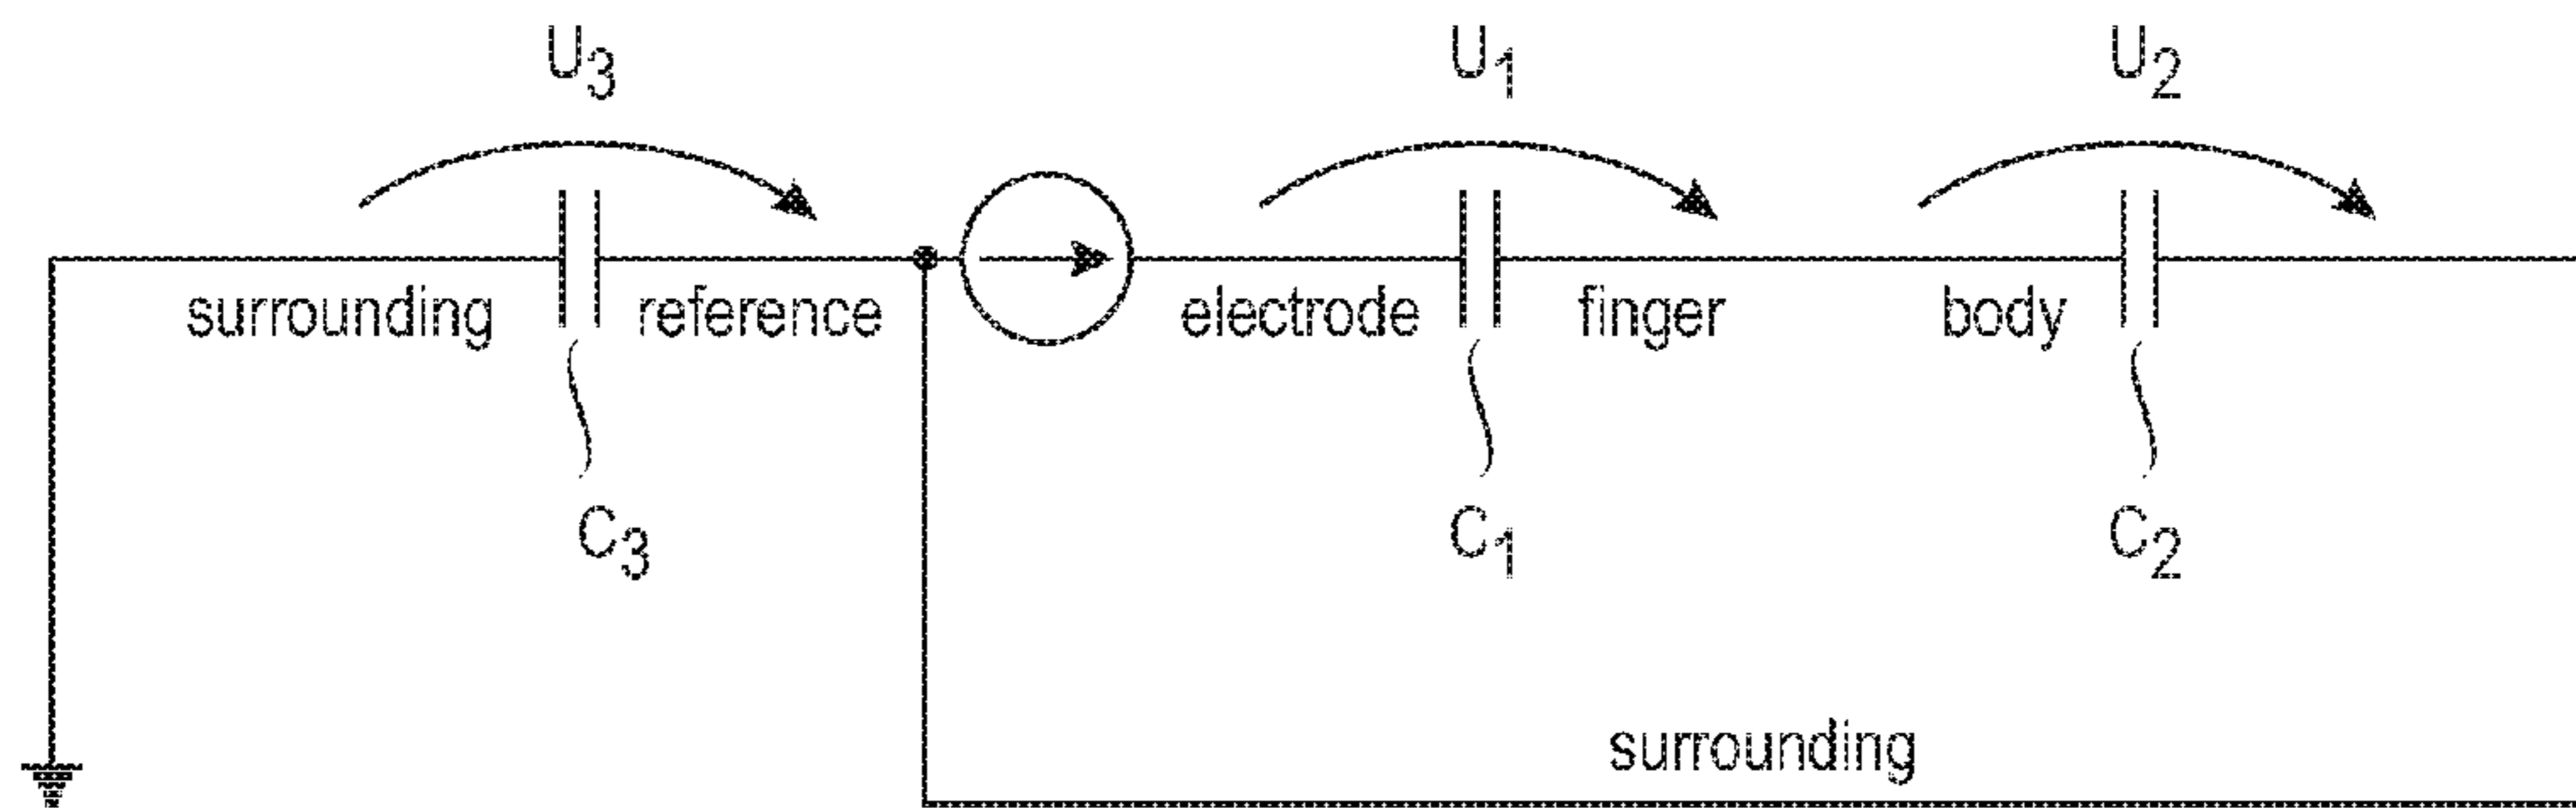 U3 U1 U2
surrounding reference electrode finger body
C3 C1 C2
surrounding